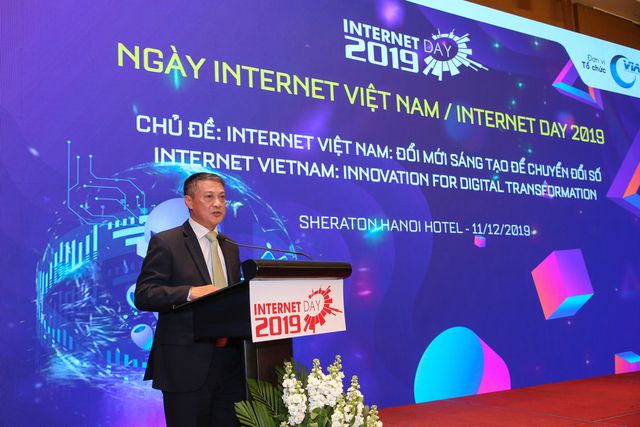 INTERNET DAY
2019
Đơn vị
Tổ chức
VIA
NGÀY INTERNET VIỆT NAM / INTERNET DAY 2019
CHỦ ĐỀ: INTERNET VIỆT NAM: ĐỔI MỚI SÁNG TẠO ĐỂ CHUYỂN ĐỔI SỐ
INTERNET VIETNAM: INNOVATION FOR DIGITAL TRANSFORMATION
SHERATON HANOI HOTEL - 11/12/2019
INTERNET DAY
2019